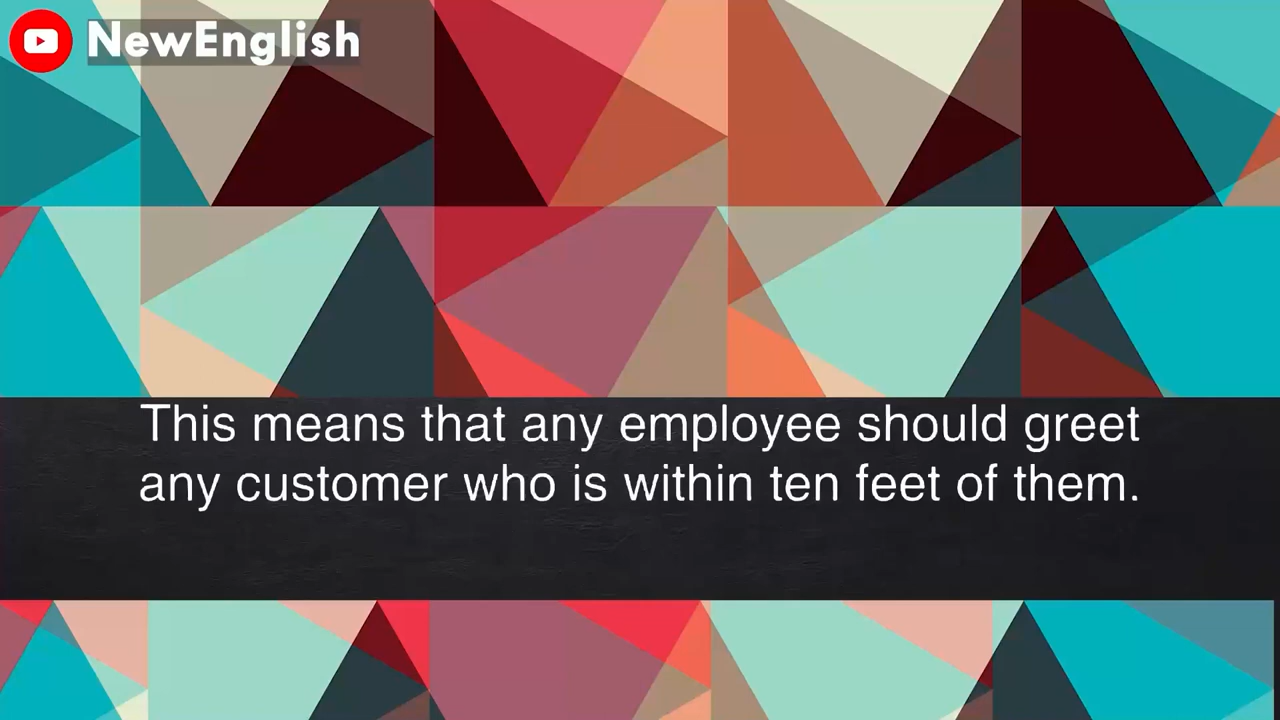 NewEnglish
This means that any employee should greet
any customer who is within ten feet of them.